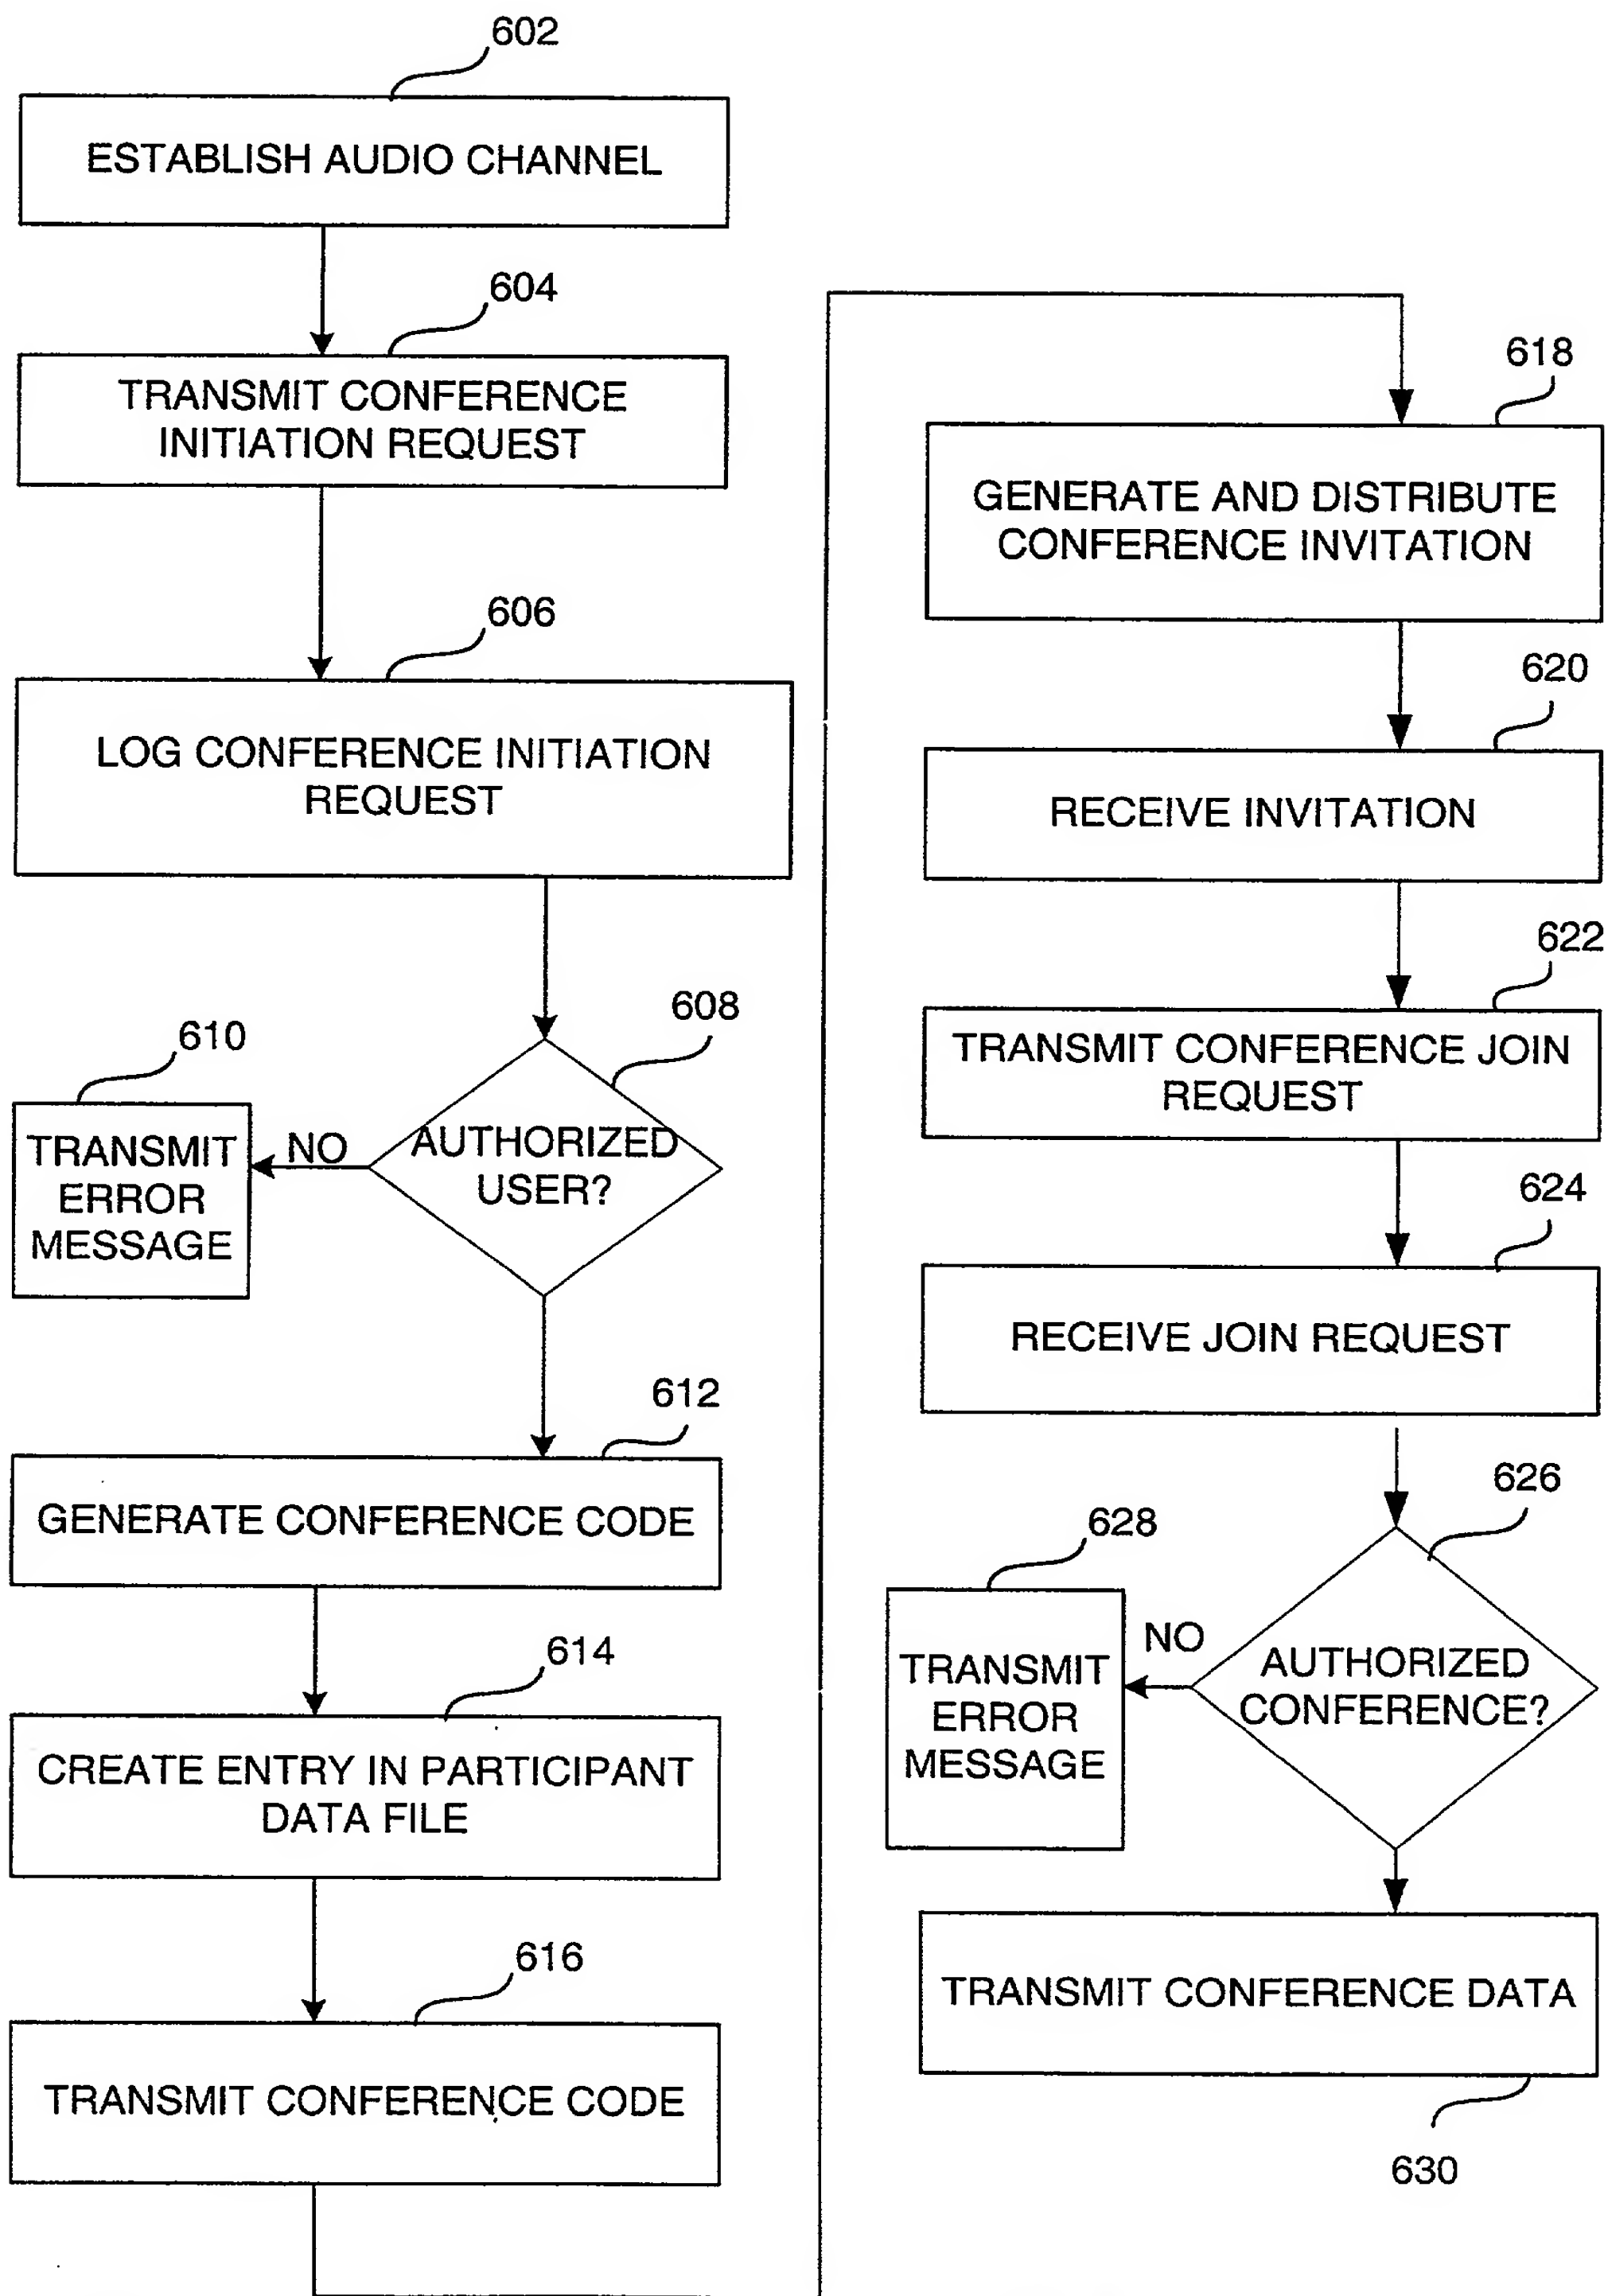 602
ESTABLISH AUDIO CHANNEL
604
TRANSMIT CONFERENCE
INITIATION REQUEST
606
LOG CONFERENCE INITIATION
REQUEST
608
AUTHORIZED
USER?
NO
610
TRANSMIT
ERROR
MESSAGE
612
GENERATE CONFERENCE CODE
614
CREATE ENTRY IN PARTICIPANT
DATA FILE
616
TRANSMIT CONFERENCE CODE
618
GENERATE AND DISTRIBUTE
CONFERENCE INVITATION
620
RECEIVE INVITATION
622
TRANSMIT CONFERENCE JOIN
REQUEST
624
RECEIVE JOIN REQUEST
626
AUTHORIZED
CONFERENCE?
NO
628
TRANSMIT
ERROR
MESSAGE
TRANSMIT CONFERENCE DATA
630